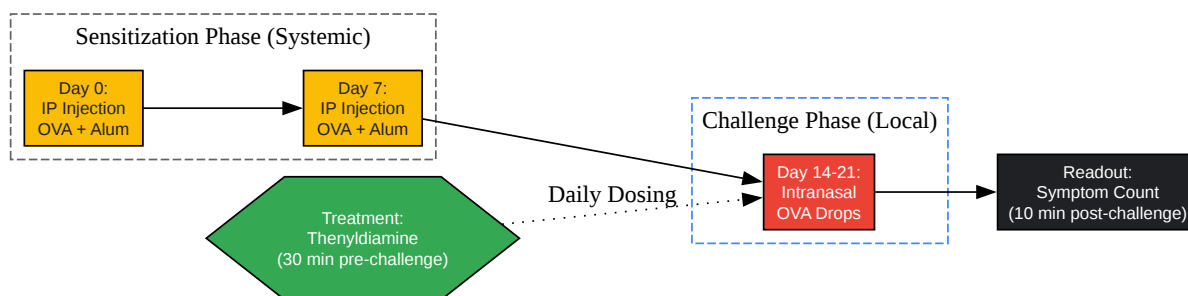 Sensitization Phase (Systemic)
Day 0:
IP Injection
OVA + Alum
Day 7:
IP Injection
OVA + Alum
Challenge Phase (Local)
Day 14-21:
Intranasal
OVA Drops
Readout:
Symptom Count
(10 min post-challenge)
Daily Dosing
Treatment:
Thenyldiamine
(30 min pre-challenge)